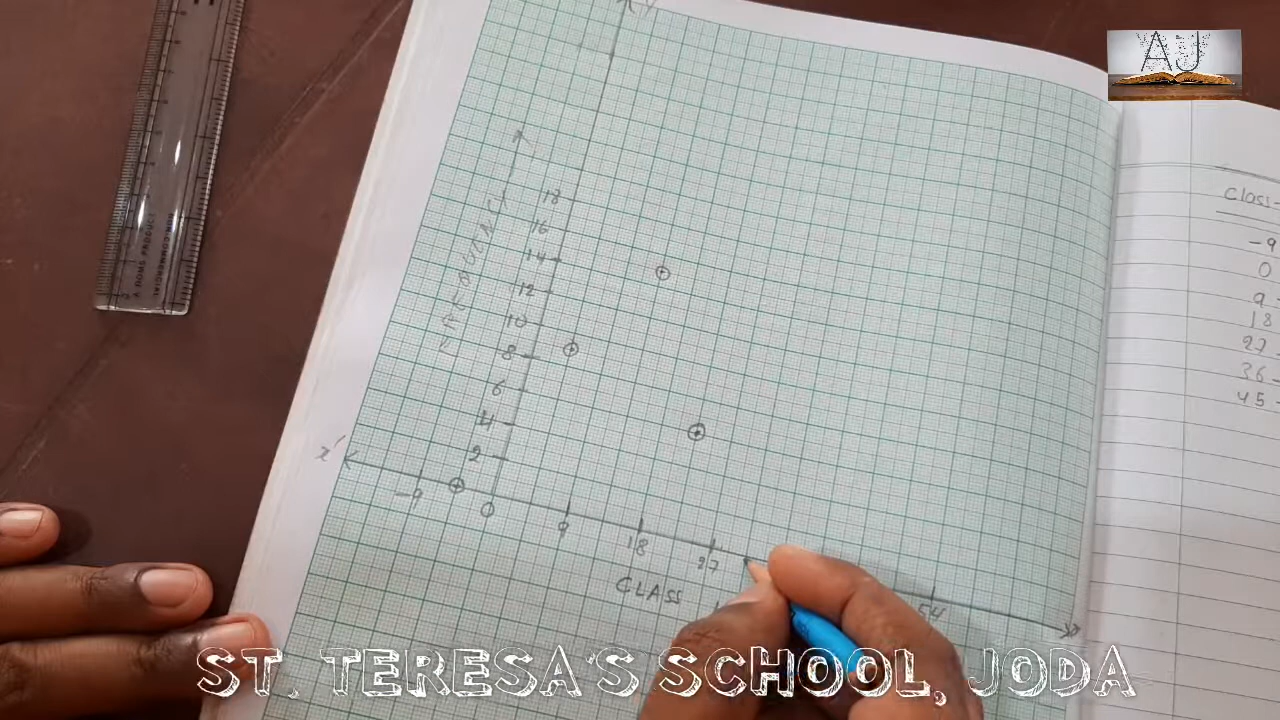 AJ
Y
FREQUENCY
18
16
14
12
10
8
6
4
2
X'
-9 0 9 18 27 54
CLASS
CLASS-
-9
0
9
18
27-
36-
45-
ST. TERESA'S SCHOOL, JODA